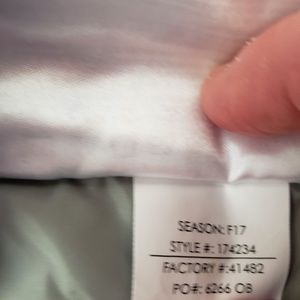 SEASON: F17
STYLE #: 174234
FACTORY #:41482
PO#: 6266 OB